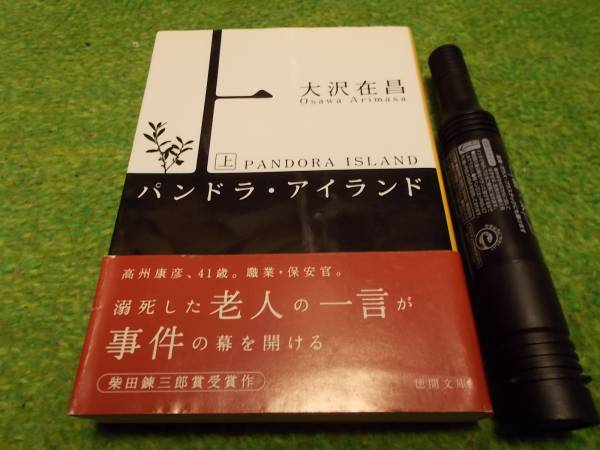 大沢在昌
Osawa Arimasa
上 PANDORA ISLAND
パンドラ・アイランド
高州康彦、41歳。職業・保安官。
溺死した老人の一言が
事件の幕を開ける
柴田錬三郎賞受賞作
徳間文庫